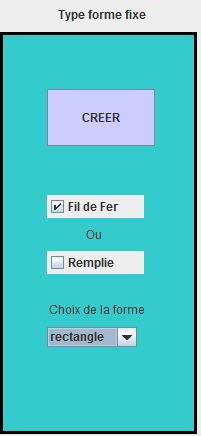 Type forme fixe
CREER
Fil de Fer
Ou
Remplie
Choix de la forme
rectangle